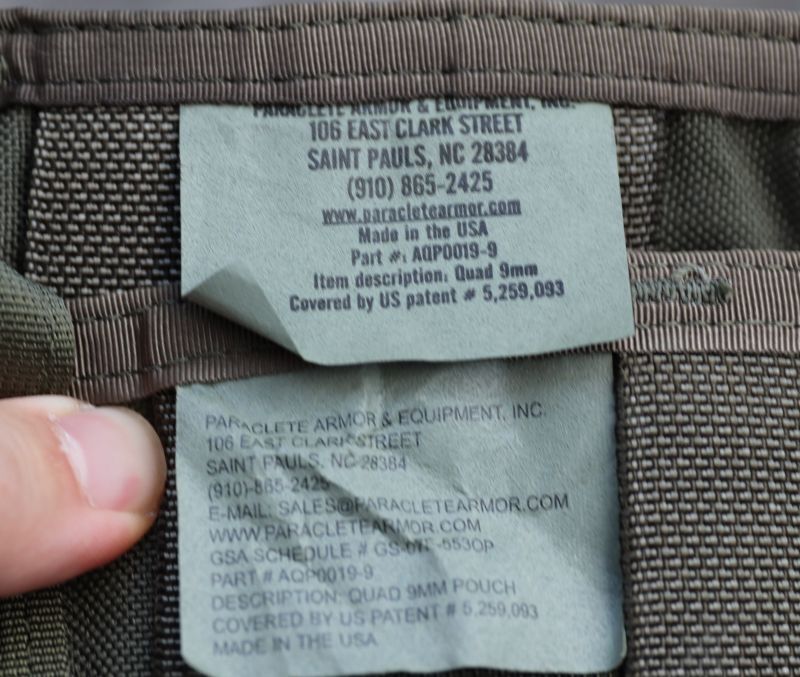 PARACLETE ARMOR & EQUIPMENT, INC.
106 EAST CLARK STREET
SAINT PAULS, NC 28384
(910) 865-2425
www.paracletearmor.com
Made in the USA
Part #: AQP0019-9
Item description: Quad 9mm
Covered by US patent # 5,259,093
PARACLETE ARMOR & EQUIPMENT, INC.
106 EAST CLARK STREET
SAINT PAULS, NC 28384
(910)-865-2425
E-MAIL: SALES@PARACLETEARMOR.COM
WWW.PARACLETEARMOR.COM
GSA SCHEDULE #
PART # AQP0019-9
DESCRIPTION: QUAD 9MM POUCH
COVERED BY US PATENT # 5,259,093
MADE IN THE USA